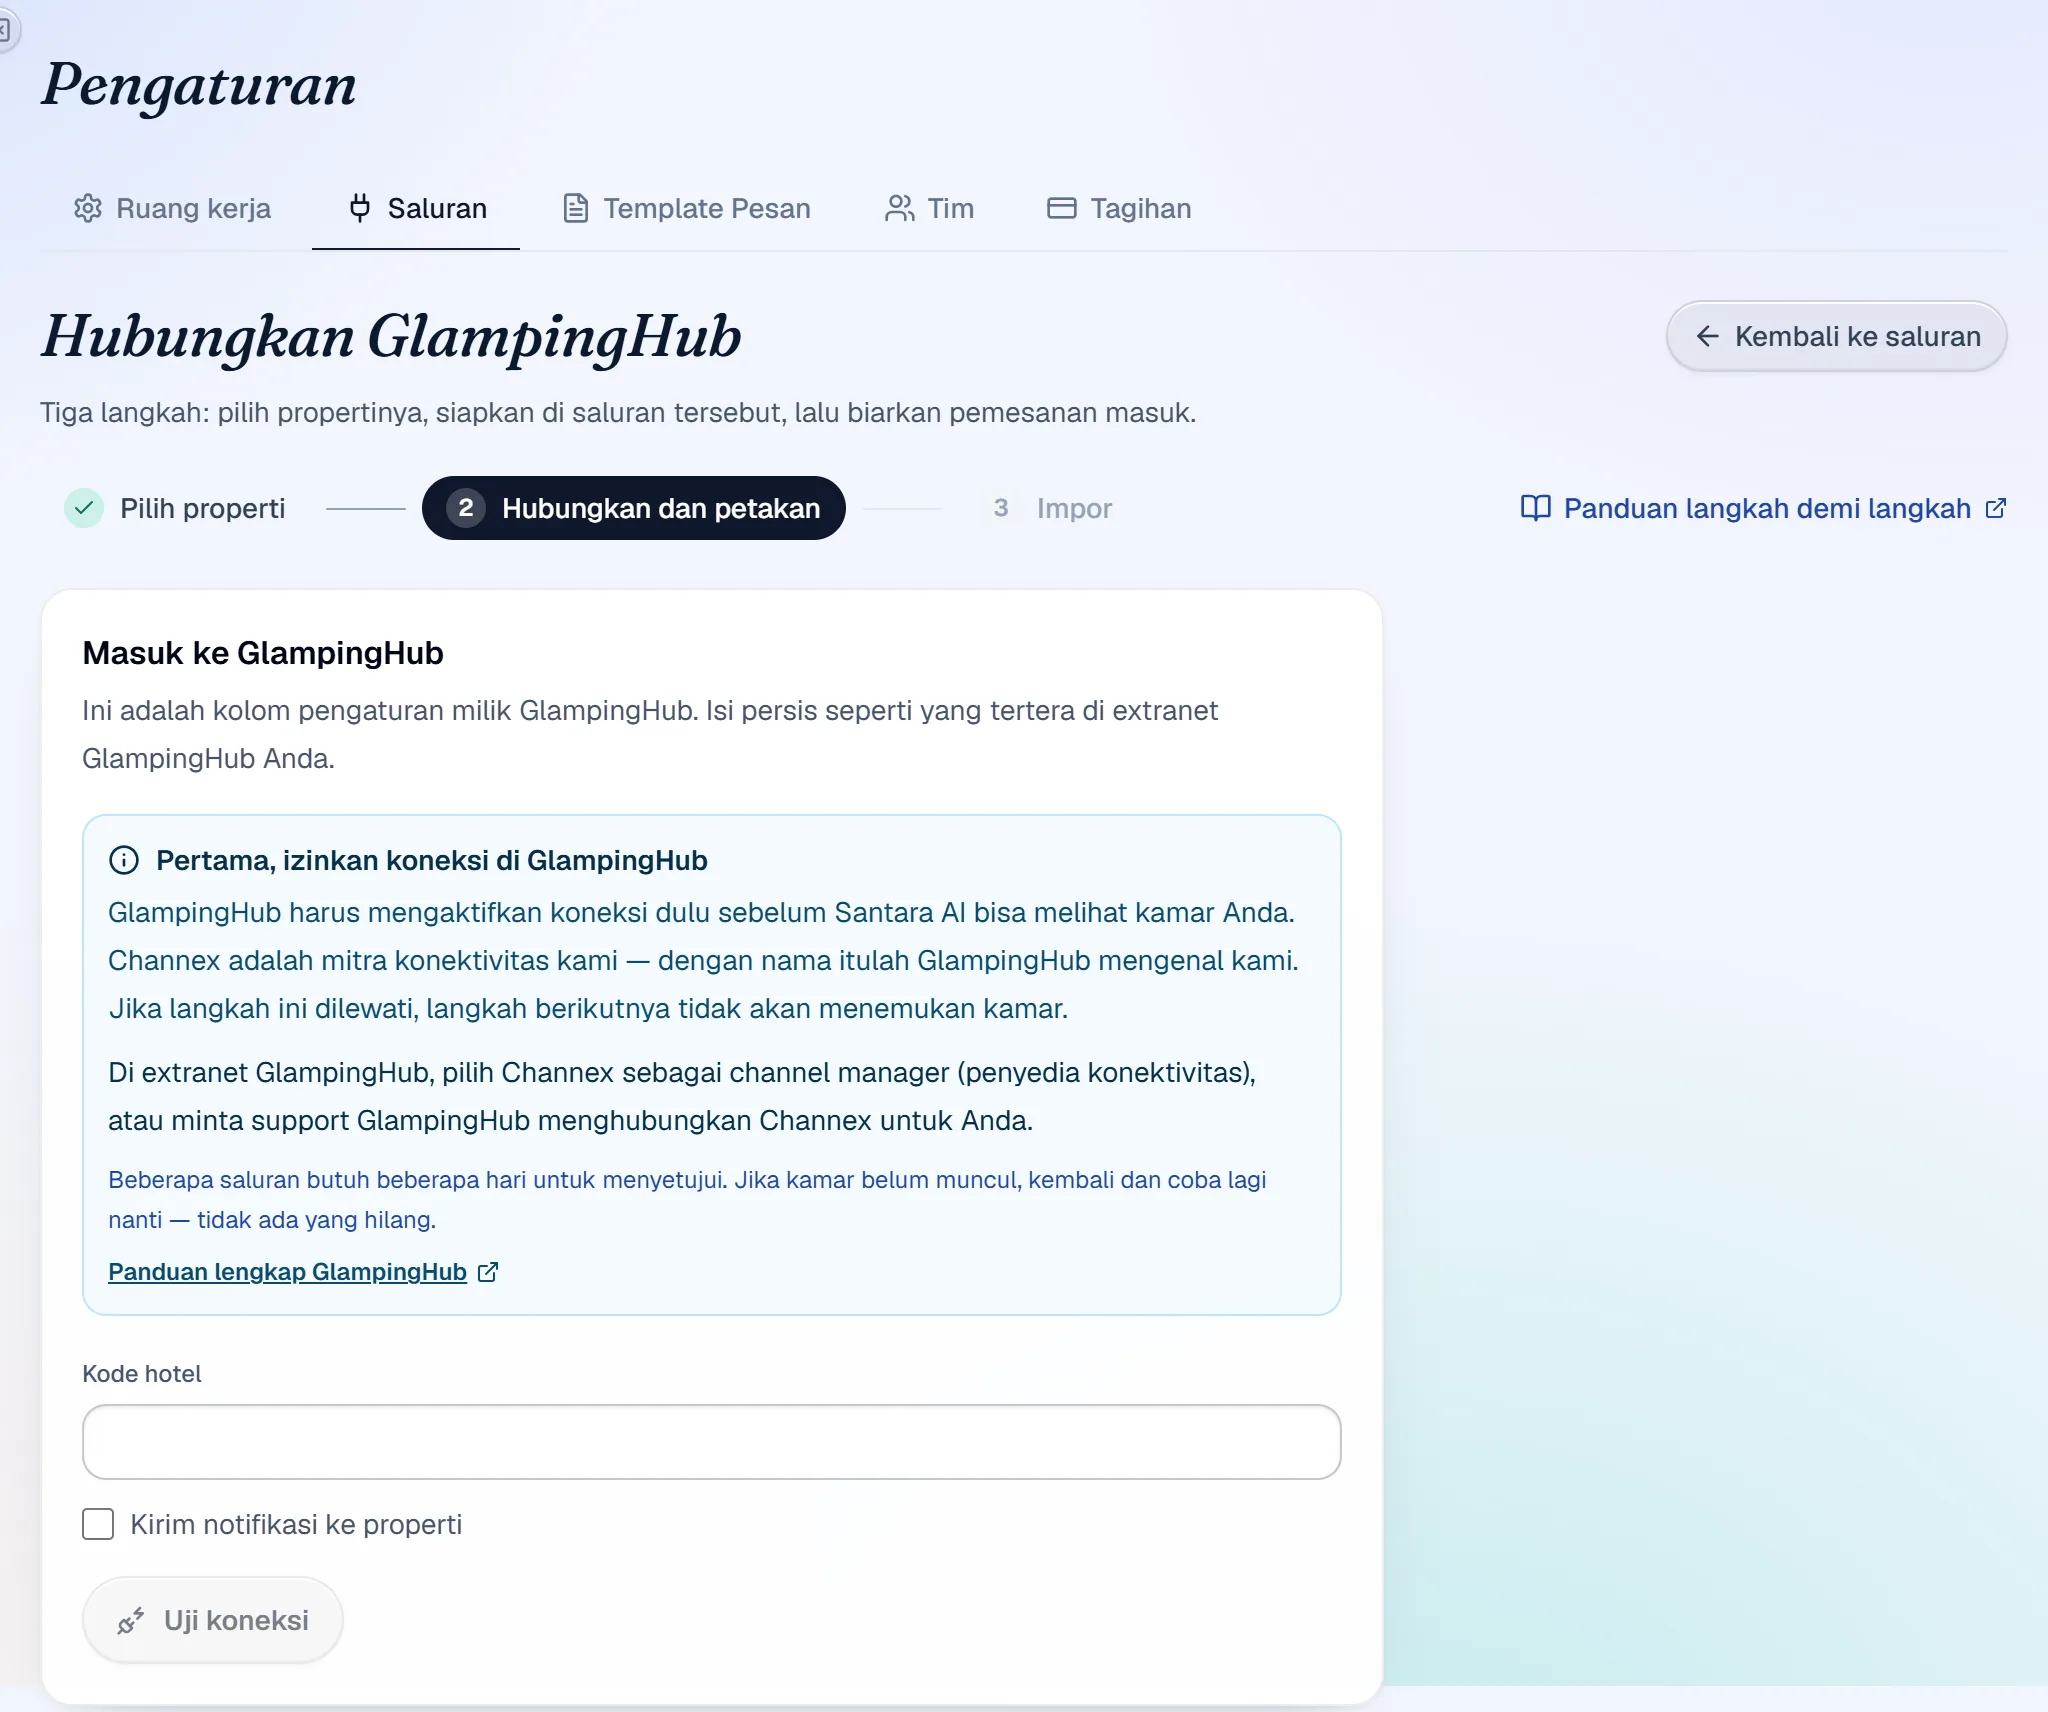 Pengaturan
Ruang kerja
Saluran
Template Pesan
Tim
Tagihan
Hubungkan GlampingHub
Kembali ke saluran
Tiga langkah: pilih propertinya, siapkan di saluran tersebut, lalu biarkan pemesanan masuk.
Pilih properti
2 Hubungkan dan petakan
3 Impor
Panduan langkah demi langkah
Masuk ke GlampingHub
Ini adalah kolom pengaturan milik GlampingHub. Isi persis seperti yang tertera di extranet
GlampingHub Anda.
Pertama, izinkan koneksi di GlampingHub
GlampingHub harus mengaktifkan koneksi dulu sebelum Santara AI bisa melihat kamar Anda.
Channex adalah mitra konektivitas kami — dengan nama itulah GlampingHub mengenal kami.
Jika langkah ini dilewati, langkah berikutnya tidak akan menemukan kamar.
Di extranet GlampingHub, pilih Channex sebagai channel manager (penyedia konektivitas),
atau minta support GlampingHub menghubungkan Channex untuk Anda.
Beberapa saluran butuh beberapa hari untuk menyetujui. Jika kamar belum muncul, kembali dan coba lagi
nanti — tidak ada yang hilang.
Panduan lengkap GlampingHub
Kode hotel
Kirim notifikasi ke properti
Uji koneksi